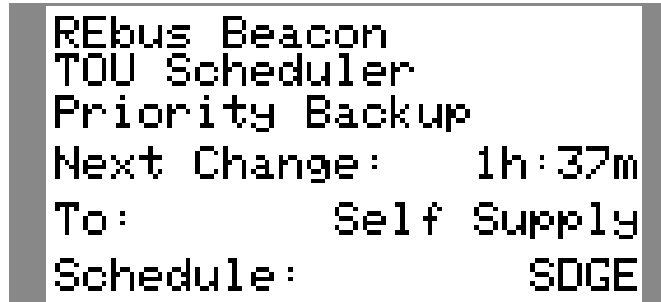 REbus Beacon
TOU Scheduler
Priority Backup
Next Change: 1h:37m
To: Self Supply
Schedule: SDGE